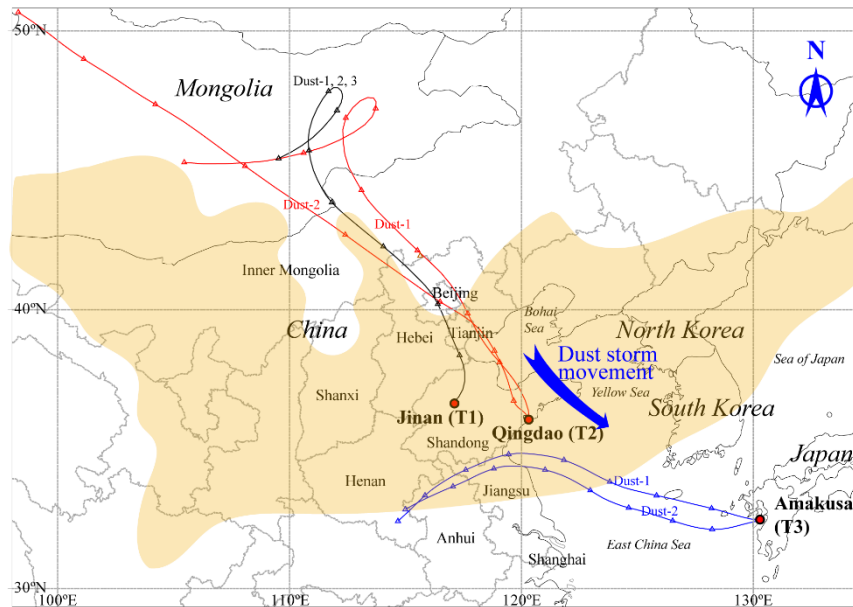 50°N
N
Mongolia
Dust-1, 2, 3
Dust-2
Dust-1
Inner Mongolia
Beijing
40°N
China
Hebei
Tianjin
Bohai
Sea
North Korea
Sea of Japan
Dust storm
movement
Yellow Sea
Shanxi
Jinan (T1)
Qingdao (T2)
South Korea
Shandong
Japan
Henan
Jiangsu
Dust-1
Dust-2
Amakusa
(T3)
Anhui
East China Sea
Shanghai
30°N
100°E
110°E
120°E
130°E